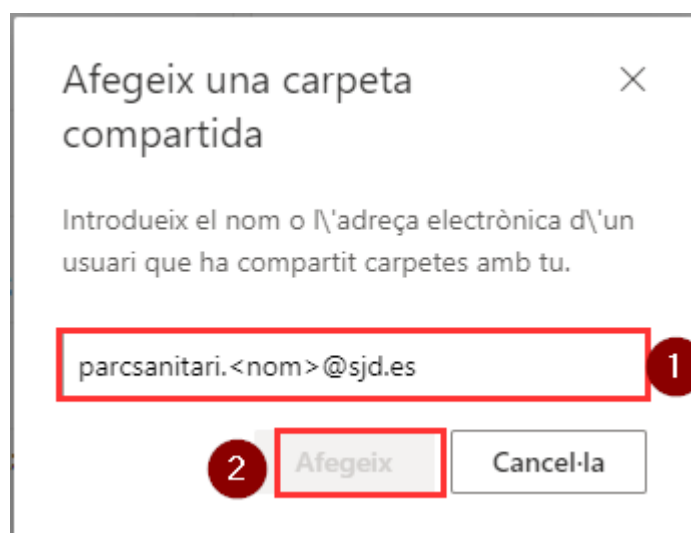 Afegeix una carpeta
compartida
Introdueix el nom o l\'adreça electrònica d\'un
usuari que ha compartit carpetes amb tu.
parcsanitari.<nom>@sjd.es
1
2
Afegeix
Cancel·la